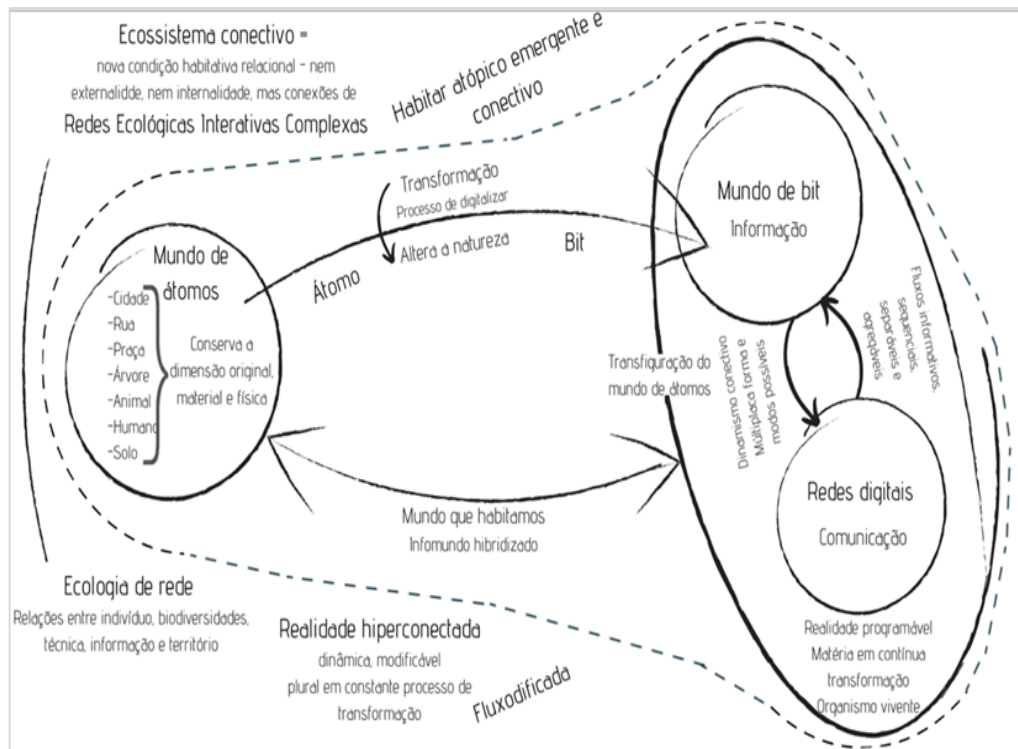 Ecossistema conectivo =
nova condição habitativa relacional - nem
externalidde, nem internalidade, mas conexões de
Redes Ecológicas Interativas Complexas
Habitar atópico emergente e
conectivo
Transformação
Processo de digitalizar
Altera a natureza
Átomo
Bit
Mundo de
átomos
-Cidade
-Rua
-Praça
-Árvore
-Animal
-Humano
-Solo
Conserva a
dimensão original,
material e física
Mundo de bit
Informação
Transfiguração do
mundo de átomos
Dinamismo conectivo
Múltiplaca forma e
modos possíveis
Fluxos informativos,
sequenciais,
separáveis e
agregáveis
Redes digitais
Comunicação
Realidade programável
Matéria em contínua
transformação
Organismo vivente
Mundo que habitamos
Infomundo hibridizado
Ecologia de rede
Relações entre indivíduo, biodiversidades,
técnica, informação e território
Realidade hiperconectada
dinâmica, modificável
plural em constante processo de
transformação
Fluxodificada